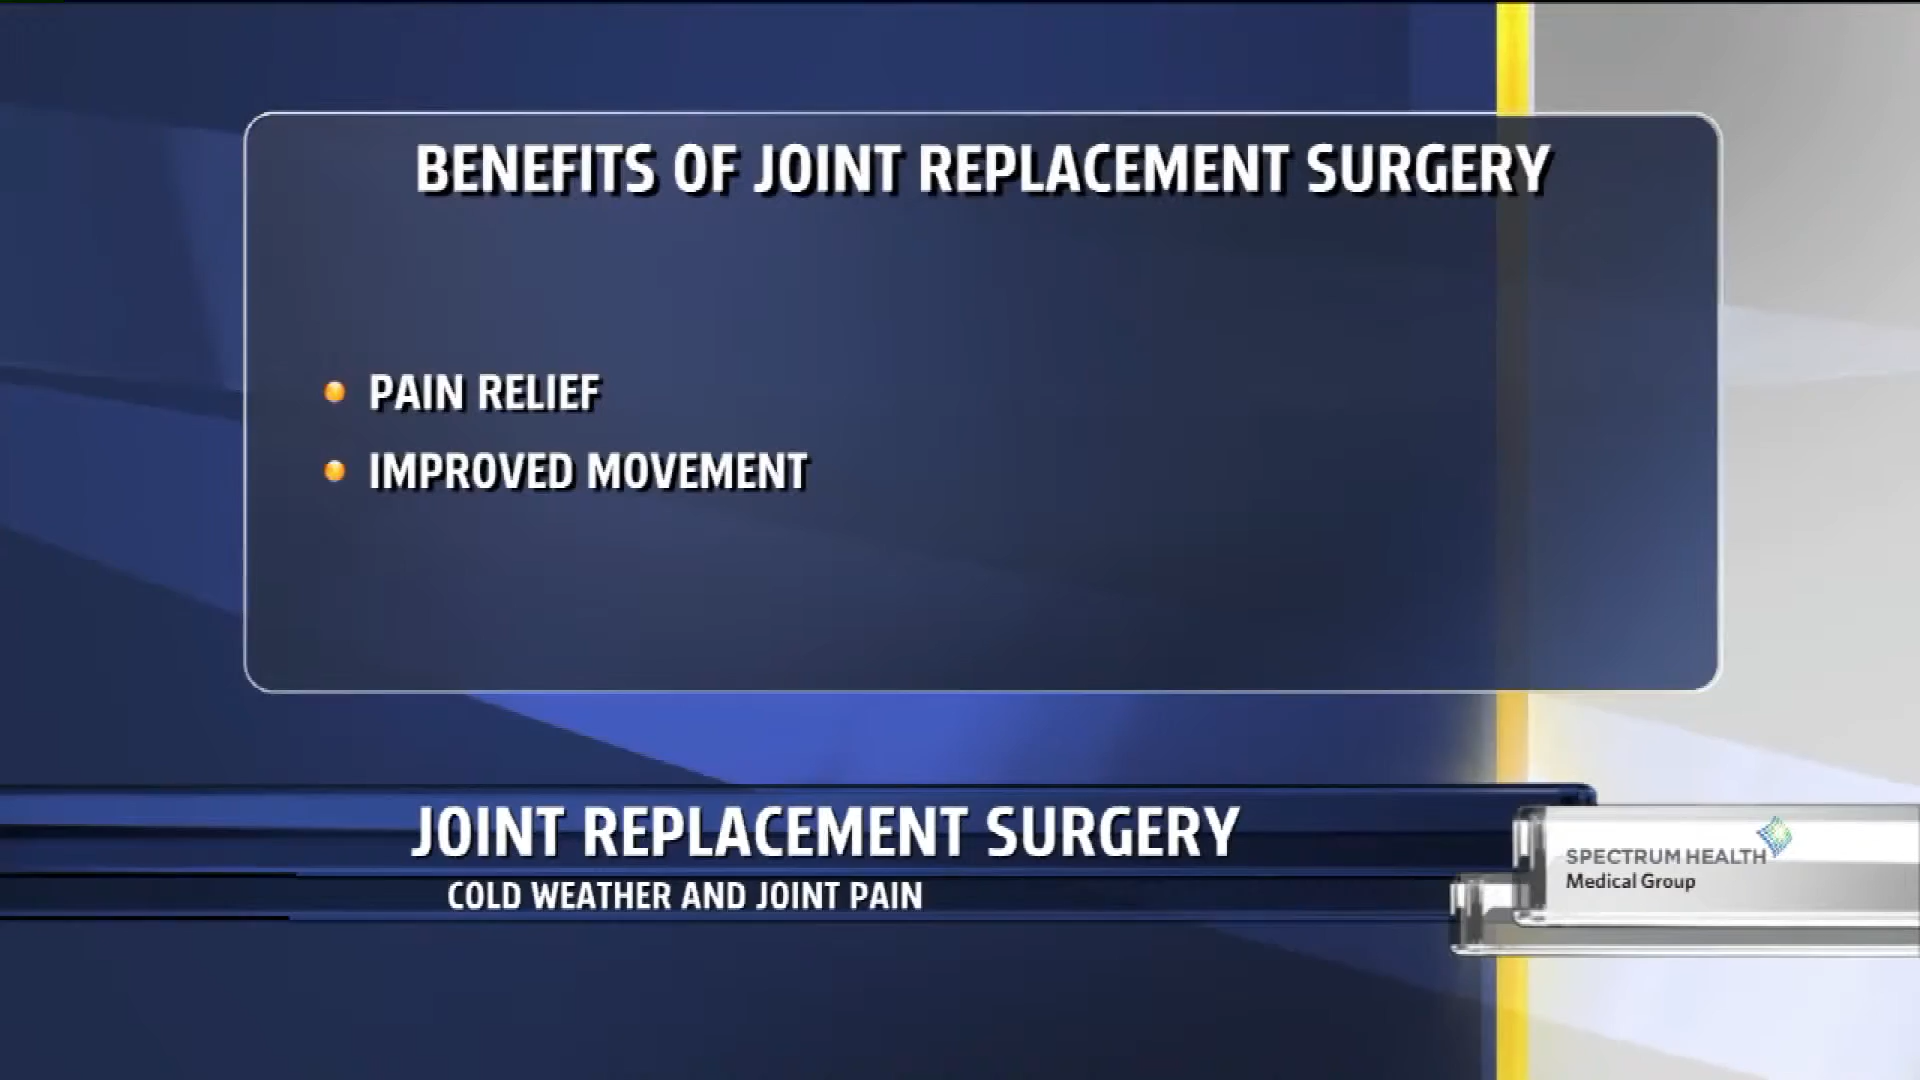 BENEFITS OF JOINT REPLACEMENT SURGERY
PAIN RELIEF
IMPROVED MOVEMENT
JOINT REPLACEMENT SURGERY
COLD WEATHER AND JOINT PAIN
SPECTRUM HEALTH
Medical Group